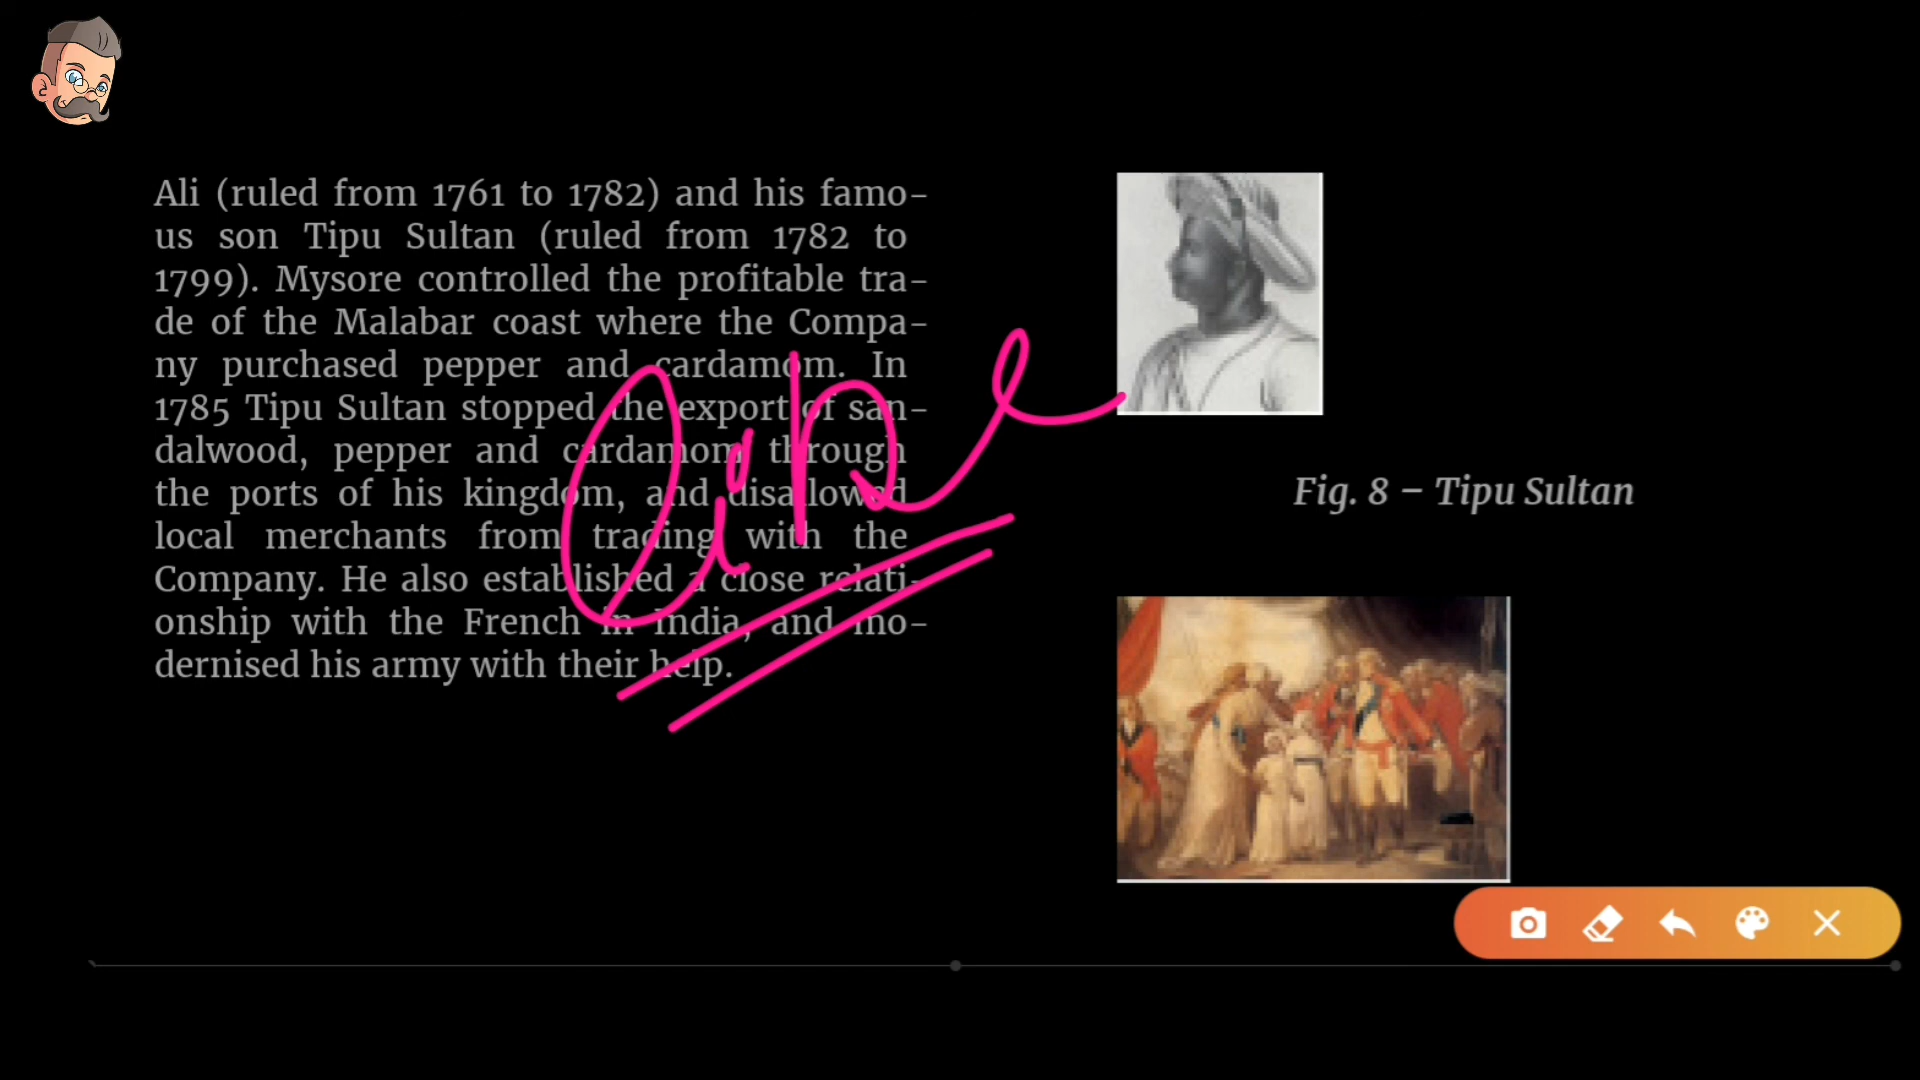 Ali (ruled from 1761 to 1782) and his famo-
us son Tipu Sultan (ruled from 1782 to
1799). Mysore controlled the profitable tra-
de of the Malabar coast where the Compa-
ny purchased pepper and cardamom. In
1785 Tipu Sultan stopped the export of san-
dalwood, pepper and cardamom through
the ports of his kingdom, and disallowed
local merchants from trading with the
Company. He also established a close relati-
onship with the French in India, and mo-
dernised his army with their help.
Fig. 8 – Tipu Sultan